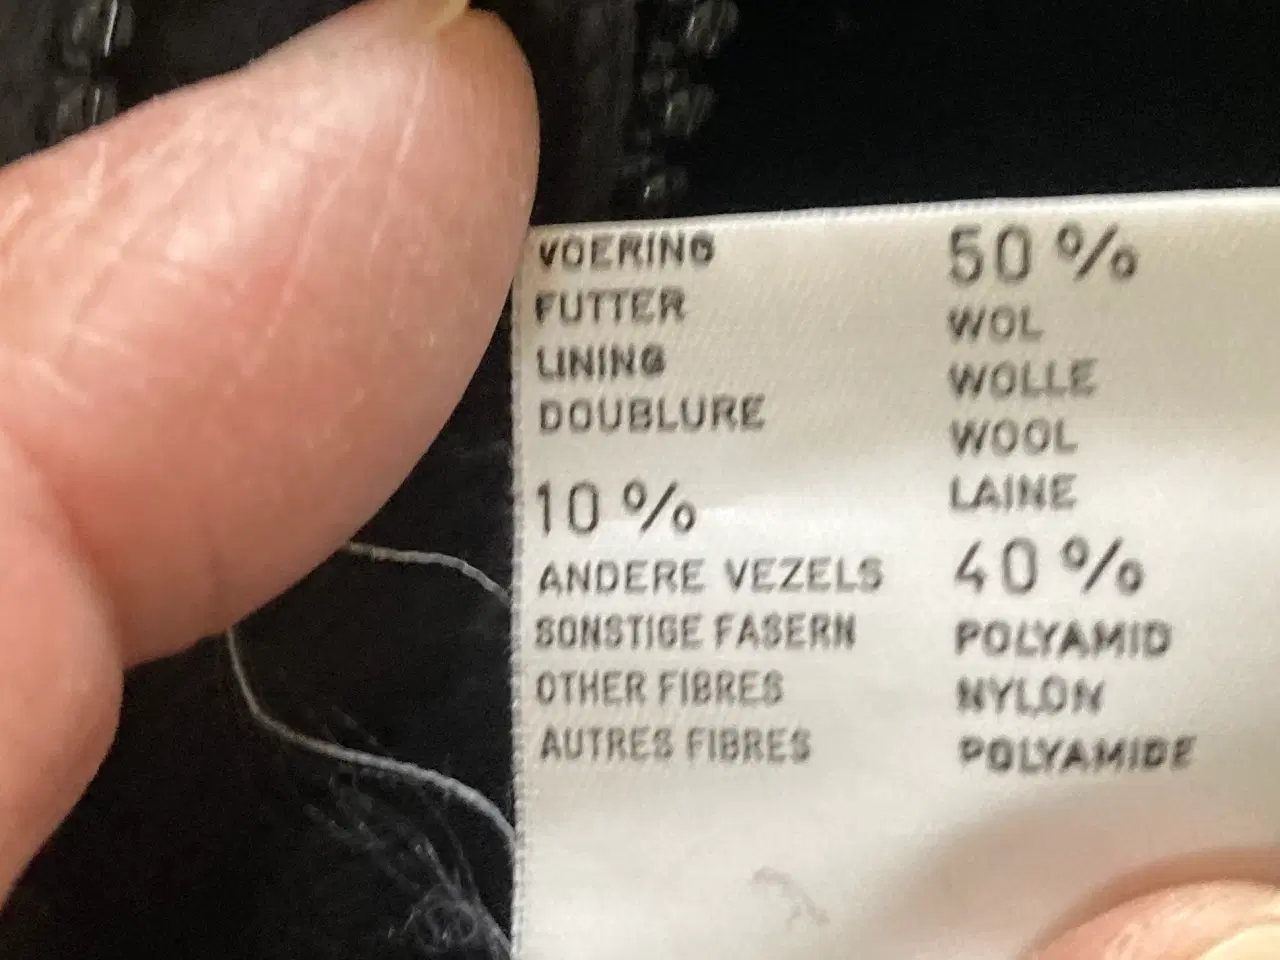 VOERING
FUTTER
LINING
DOUBLURE
10 %
ANDERE VEZELS
SONSTIGE FASERN
OTHER FIBRES
AUTRES FIBRES
50 %
WOL
WOLLE
WOOL
LAINE
40 %
POLYAMID
NYLON
POLYAMIDE